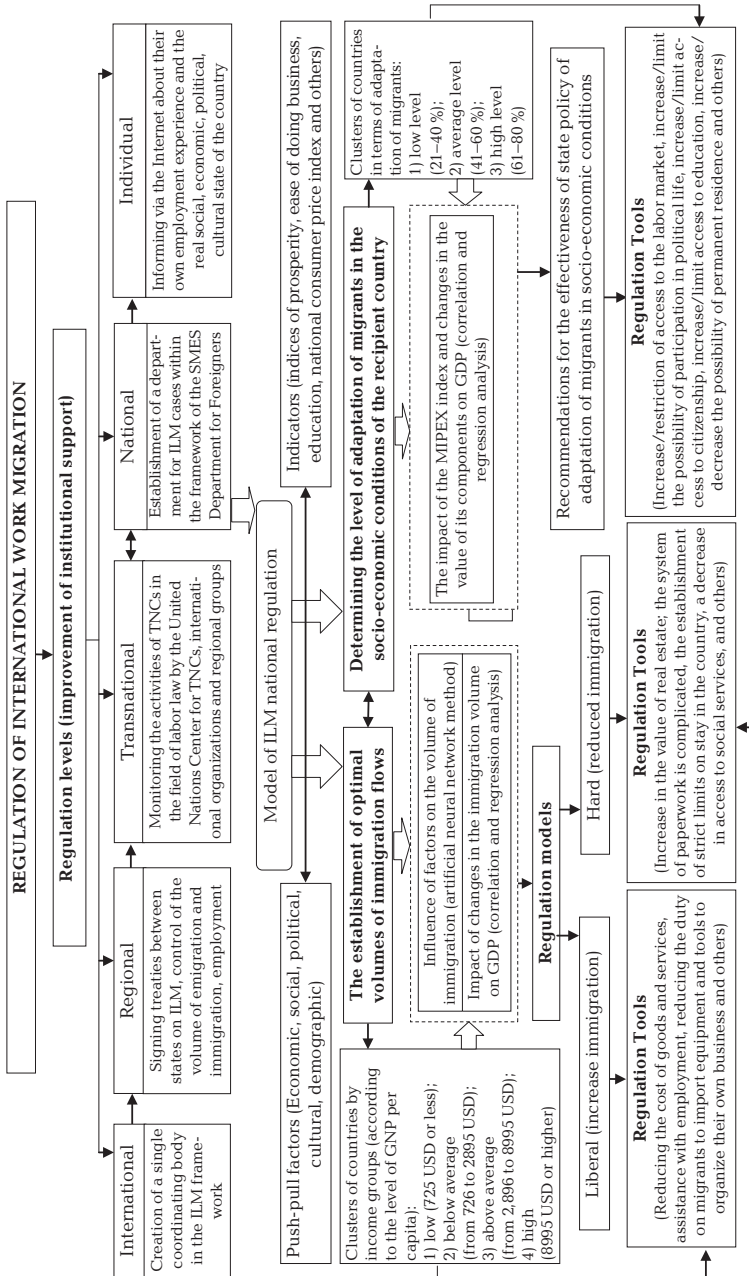 REGULATION OF INTERNATIONAL WORK MIGRATION
Regulation levels (improvement of institutional support)
International
Creation of a single
coordinating body
in the ILM frame-
work
Regional
Signing treaties between
states on ILM, control of the
volume of emigration and
immigration, employment
Transnational
Monitoring the activities of TNCs in
the field of labor law by the United
Nations Center for TNCs, internati-
onal organizations and regional groups
National
Establishment of a depart-
ment for ILM cases within
the framework of the SMES
Department for Foreigners
Individual
Informing via the Internet about their
own employment experience and the
real social, economic, political,
cultural state of the country
Model of ILM national regulation
Push-pull factors (Economic, social, political,
cultural, demographic)
Indicators (indices of prosperity, ease of doing business,
education, national consumer price index and others)
Clusters of countries by
income groups (according
to the level of GNP per
capita):
1) low (725 USD or less);
2) below average
(from 726 to 2895 USD);
3) above average
(from 2,896 to 8995 USD);
4) high
(8995 USD or higher)
The establishment of optimal
volumes of immigration flows
Determining the level of adaptation of migrants in the
socio-economic conditions of the recipient country
Clusters of countries
in terms of adapta-
tion of migrants:
1) low level
(21–40 %);
2) average level
(41–60 %);
3) high level
(61–80 %)
Influence of factors on the volume of
immigration (artificial neural network method)
Impact of changes in the immigration volume
on GDP (correlation and regression analysis)
The impact of the MIPEX index and changes in the
value of its components on GDP (correlation and
regression analysis)
Regulation models
Liberal (increase immigration)
Hard (reduced immigration)
Recommendations for the effectiveness of state policy of
adaptation of migrants in socio-economic conditions
Regulation Tools
(Reducing the cost of goods and services,
assistance with employment, reducing the duty
on migrants to import equipment and tools to
organize their own business and others)
Regulation Tools
(Increase in the value of real estate; the system
of paperwork is complicated, the establishment
of strict limits on stay in the country, a decrease
in access to social services, and others)
Regulation Tools
(Increase/restriction of access to the labor market, increase/limit
the possibility of participation in political life, increase/limit ac-
cess to citizenship, increase/limit access to education, increase/
decrease the possibility of permanent residence and others)